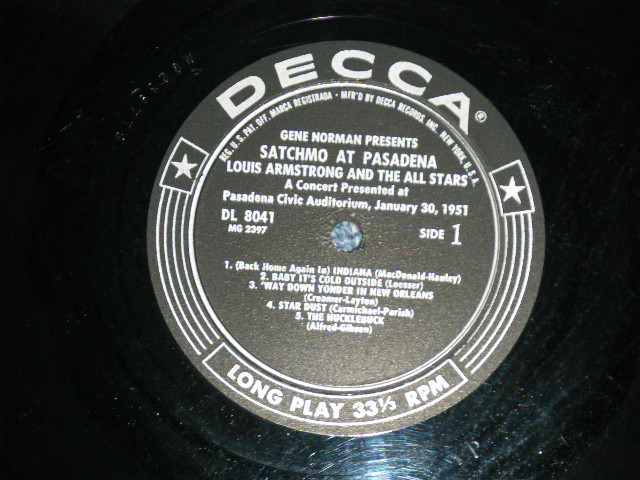 DECCA®
REG. U.S. PAT. OFF. MARCA REGISTRADA • MFR'D BY DECCA RECORDS, INC., NEW YORK, U.S.A.
GENE NORMAN PRESENTS
SATCHMO AT PASADENA
LOUIS ARMSTRONG AND THE ALL STARS
A Concert Presented at
Pasadena Civic Auditorium, January 30, 1951
DL 8041
MG 2397
SIDE 1
1. (Back Home Again in) INDIANA (MacDonald-Hanley)
2. BABY IT'S COLD OUTSIDE (Loesser)
3. 'WAY DOWN YONDER IN NEW ORLEANS
(Creamer-Layton)
4. STAR DUST (Carmichael-Parish)
5. THE HUCKLEBUCK
(Alfred-Gibson)
LONG PLAY 33⅓ RPM